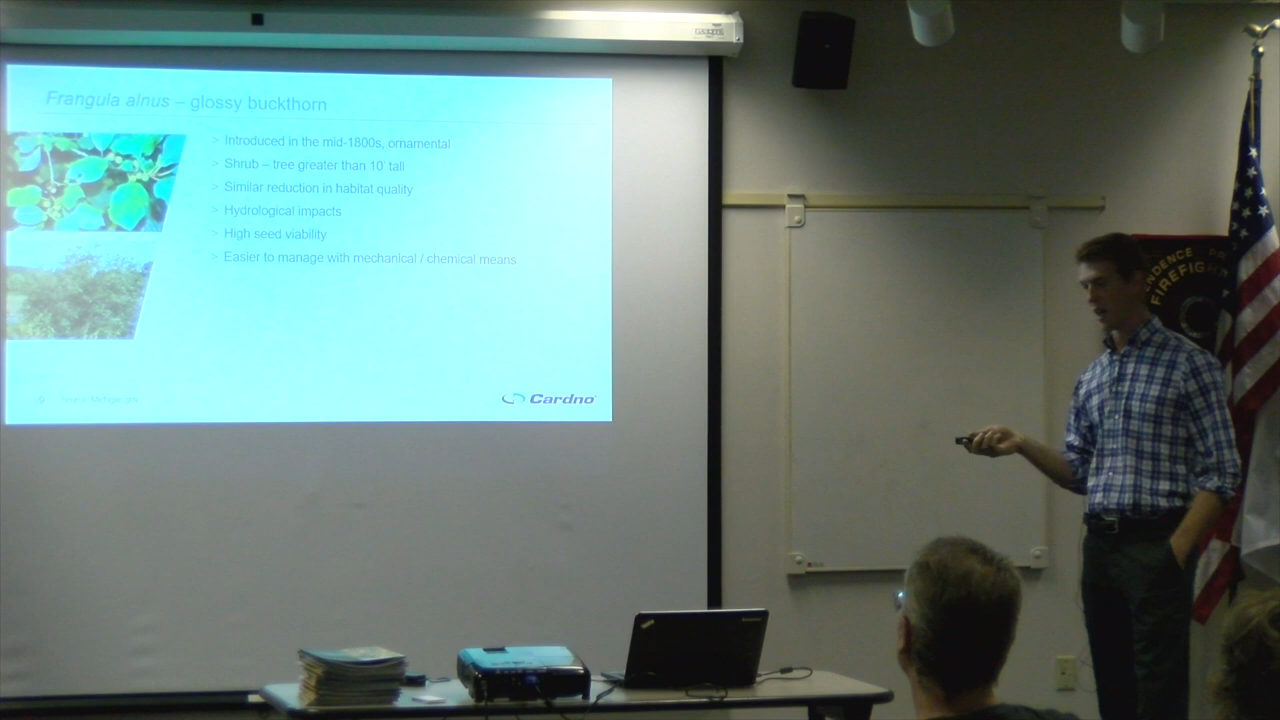 Frangula alnus – glossy buckthorn
> Introduced in the mid-1800s, ornamental
> Shrub – tree greater than 10' tall
> Similar reduction in habitat quality
> Hydrological impacts
> High seed viability
> Easier to manage with mechanical / chemical means
Cardno
FIREFIGH